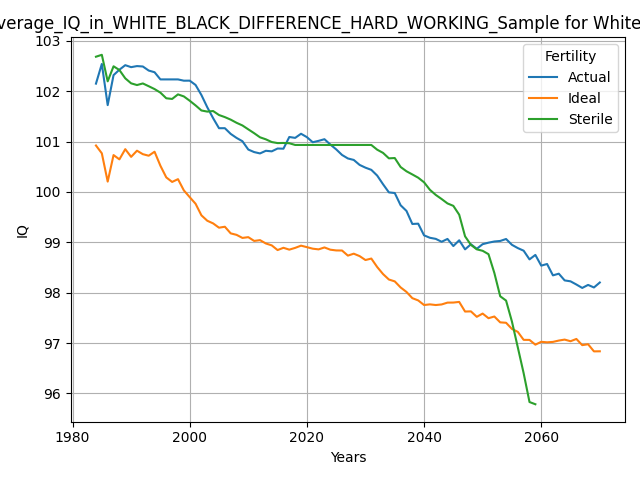 verage_IQ_in_WHITE_BLACK_DIFFERENCE_HARD_WORKING_Sample for White
103
102
101
100
99
98
97
96
IQ
1980
2000
2020
2040
2060
Years
Fertility
Actual
Ideal
Sterile